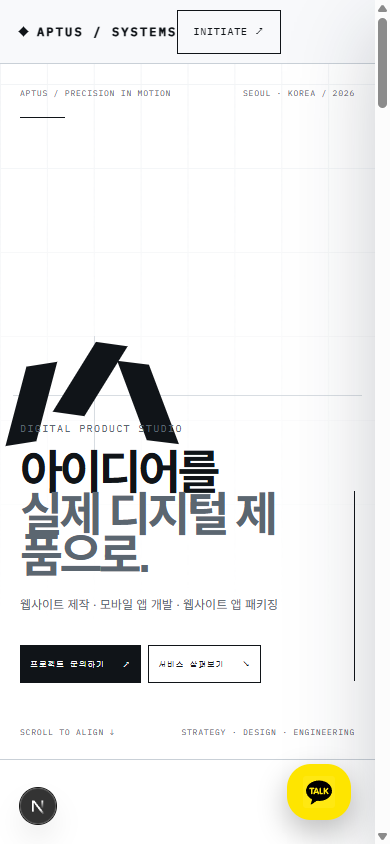 APTUS / SYSTEMS
INITIATE ↗
APTUS / PRECISION IN MOTION
SEOUL · KOREA / 2026
DIGITAL PRODUCT STUDIO
아이디어를
실제 디지털 제
품으로.
웹사이트 제작 · 모바일 앱 개발 · 웹사이트 앱 패키징
프로젝트 문의하기 ↗
서비스 살펴보기 ↘
SCROLL TO ALIGN ↓
STRATEGY · DESIGN · ENGINEERING
N
TALK